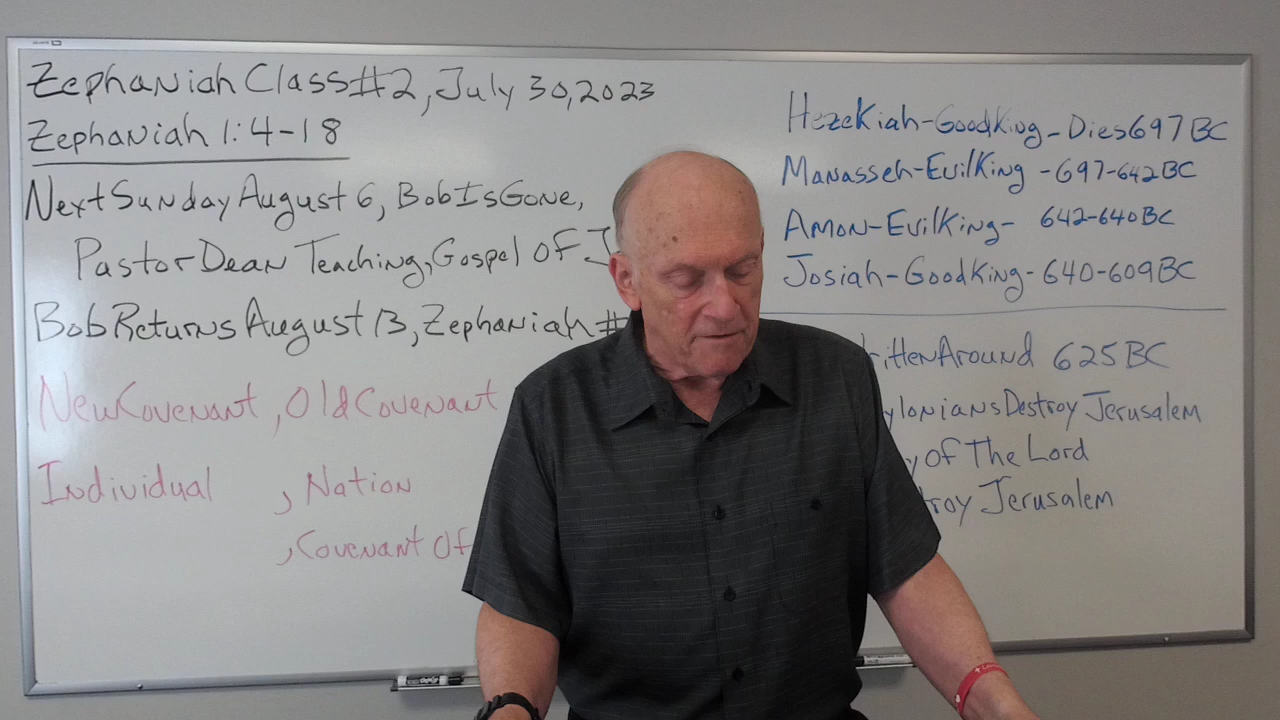 Zephaniah Class #2, July 30, 2023
Zephaniah 1:4-18
Next Sunday August 6, Bob Is Gone,
Pastor Dean Teaching, Gospel Of J
Bob Returns August 13, Zephaniah #
New Covenant, Old Covenant
Individual, Nation
, Covenant Of
Hezekiah-Good King-Dies 697 BC
Manasseh-Evil King-697-642 BC
Amon-Evil King-642-640 BC
Josiah-Good King-640-609 BC
ritten Around 625 BC
ylonians Destroy Jerusalem
y Of The Lord
troy Jerusalem